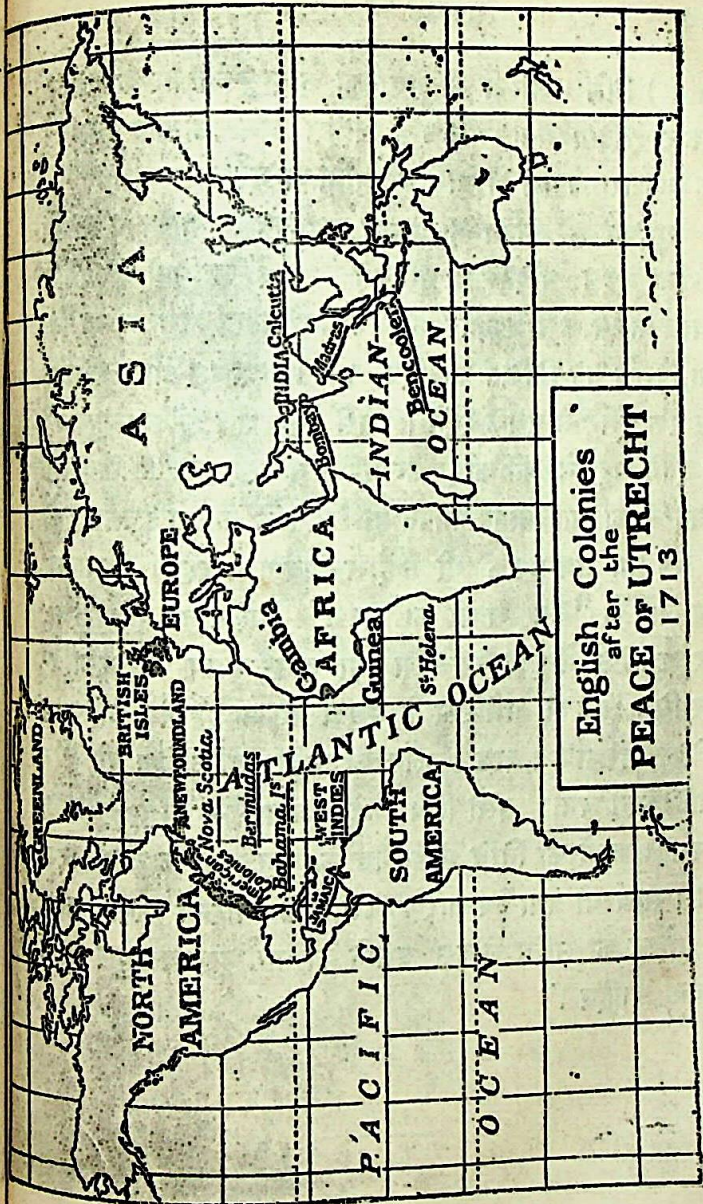 GREENLAND
NORTH
AMERICA
BRITISH
ISLES
EUROPE
ASIA
NEWFOUNDLAND
Nova Scotia
American
Colonies
Bermudas
Bahama Is
WEST
INDIES
JAMAICA
ATLANTIC OCEAN
Gambia
AFRICA
Gunea
St Helena
INDIA
Calcutta
Bombay
Madres
Bencoolen
INDIAN
OCEAN
SOUTH
AMERICA
PACIFIC
OCEAN
English Colonies
after the
PEACE OF UTRECHT
1713